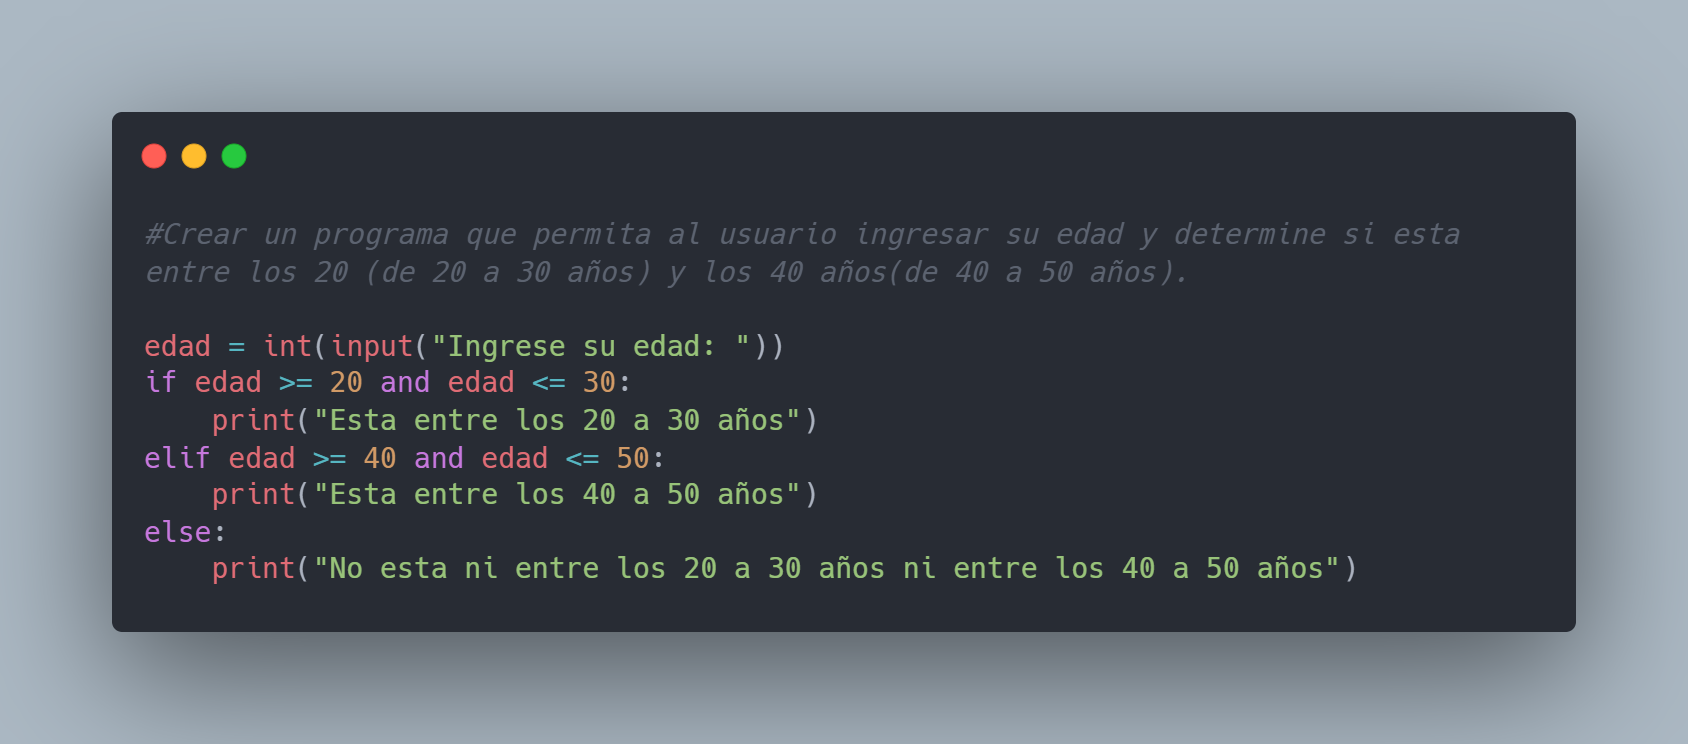 #Crear un programa que permita al usuario ingresar su edad y determine si esta
entre los 20 (de 20 a 30 años) y los 40 años(de 40 a 50 años).

edad = int(input("Ingrese su edad: "))
if edad >= 20 and edad <= 30:
    print("Esta entre los 20 a 30 años")
elif edad >= 40 and edad <= 50:
    print("Esta entre los 40 a 50 años")
else:
    print("No esta ni entre los 20 a 30 años ni entre los 40 a 50 años")